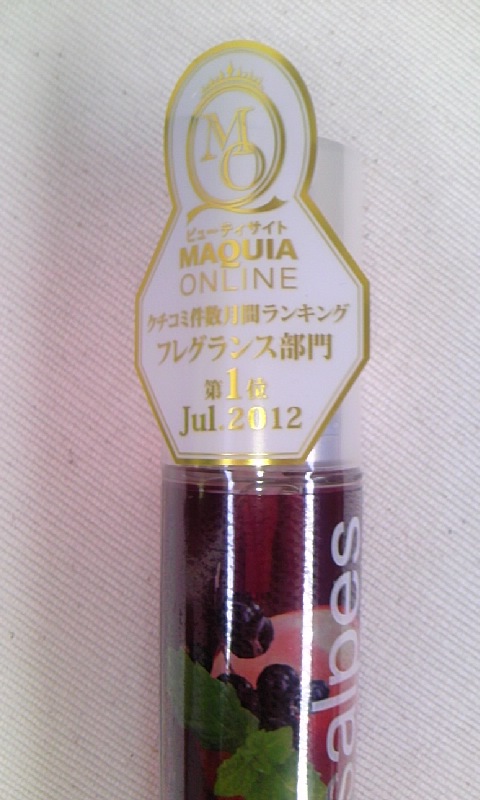 MO
ビューティサイト
MAQUIA
ONLINE
クチコミ件数月間ランキング
フレグランス部門
第1位
Jul.2012
salpes